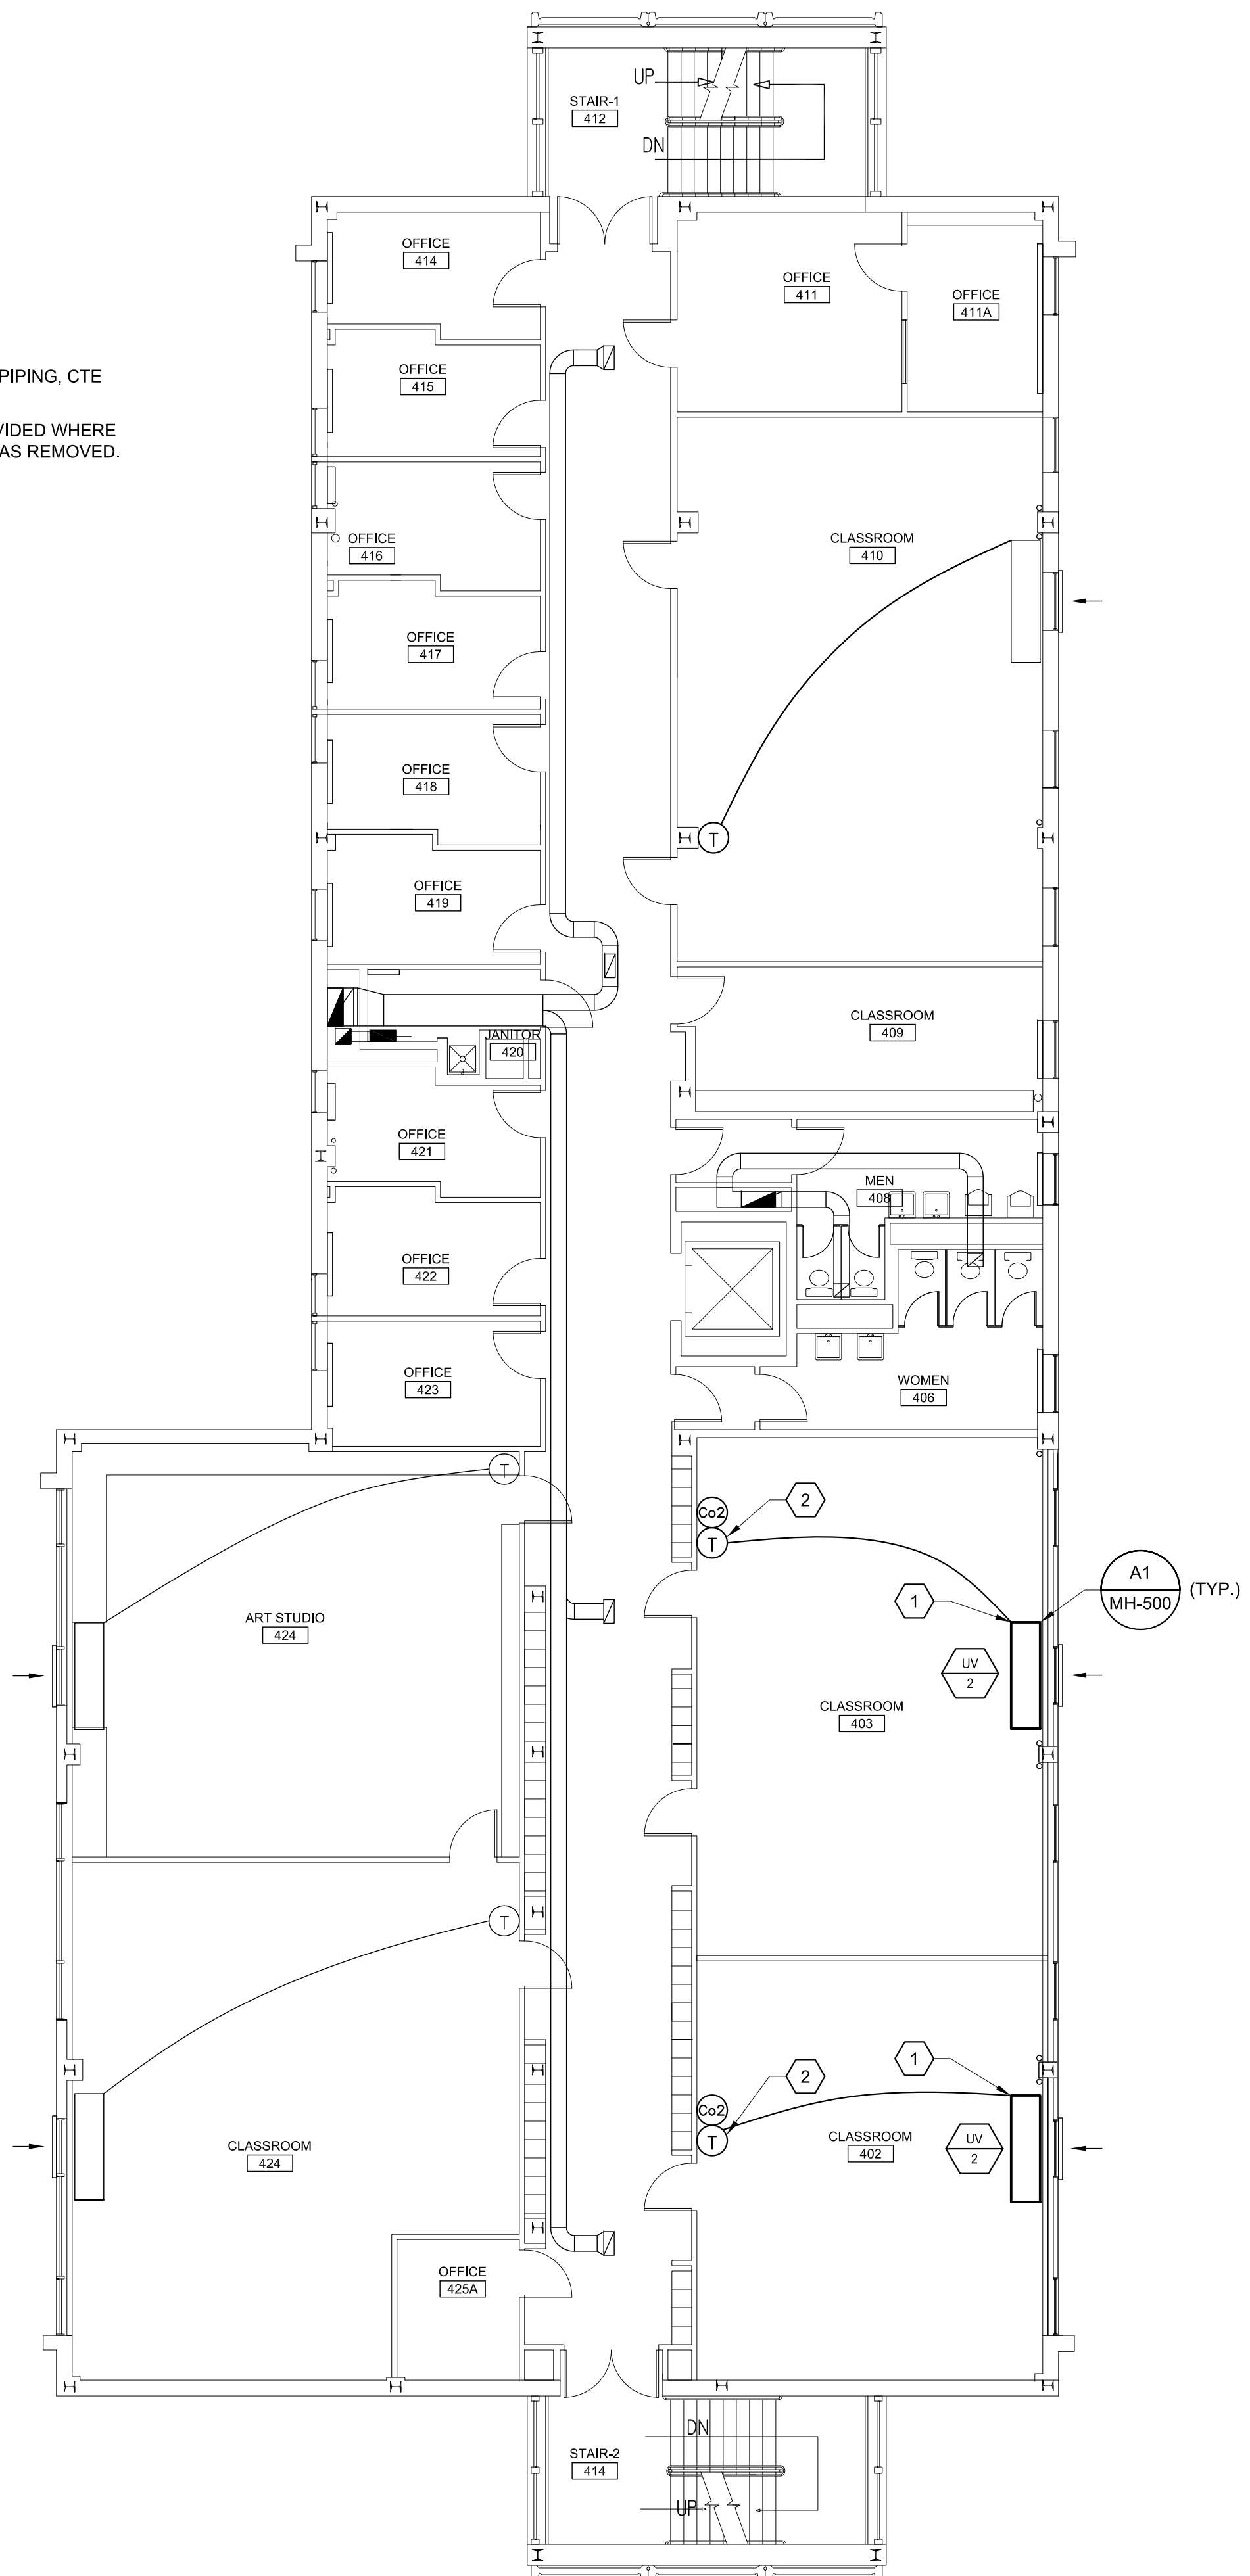 UP
STAIR-1
412
DN
OFFICE
414
OFFICE
411
OFFICE
411A
PIPING, CTE
OFFICE
415
VIDED WHERE
AS REMOVED.
OFFICE
416
CLASSROOM
410
OFFICE
417
OFFICE
418
T
OFFICE
419
CLASSROOM
409
JANITOR
420
OFFICE
421
MEN
408
OFFICE
422
OFFICE
423
WOMEN
406
T
2
Co2
T
A1
MH-500
(TYP.)
1
ART STUDIO
424
UV
2
CLASSROOM
403
T
1
2
Co2
T
CLASSROOM
402
UV
2
CLASSROOM
424
OFFICE
425A
DN
STAIR-2
414
UP